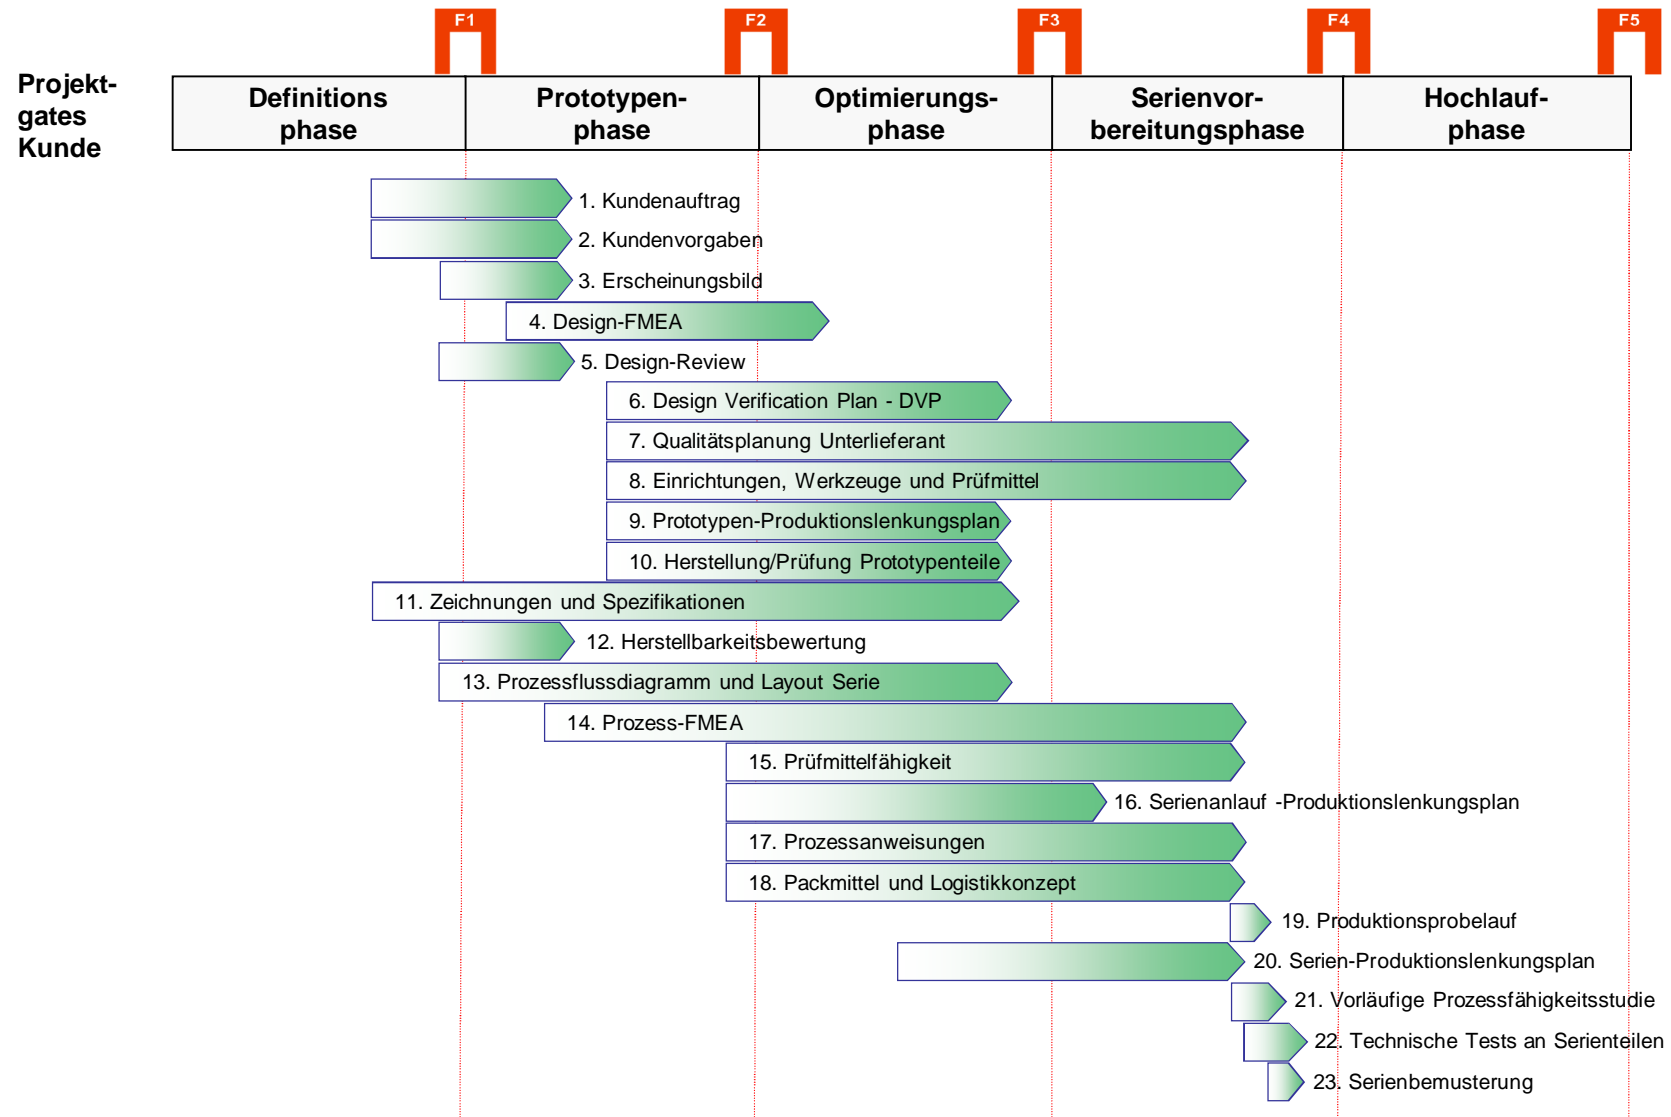 F1
F2
F3
F4
F5
Projekt-
gates
Kunde
Definitions
phase
Prototypen-
phase
Optimierungs-
phase
Serienvor-
bereitungsphase
Hochlauf-
phase
1. Kundenauftrag
2. Kundenvorgaben
3. Erscheinungsbild
4. Design-FMEA
5. Design-Review
6. Design Verification Plan - DVP
7. Qualitätsplanung Unterlieferant
8. Einrichtungen, Werkzeuge und Prüfmittel
9. Prototypen-Produktionslenkungsplan
10. Herstellung/Prüfung Prototypenteile
11. Zeichnungen und Spezifikationen
12. Herstellbarkeitsbewertung
13. Prozessflussdiagramm und Layout Serie
14. Prozess-FMEA
15. Prüfmittelfähigkeit
16. Serienanlauf -Produktionslenkungsplan
17. Prozessanweisungen
18. Packmittel und Logistikkonzept
19. Produktionsprobelauf
20. Serien-Produktionslenkungsplan
21. Vorläufige Prozessfähigkeitsstudie
22. Technische Tests an Serienteilen
23. Serienbemusterung